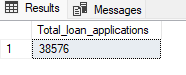 Results Messages
Total_loan_applications
1 38576